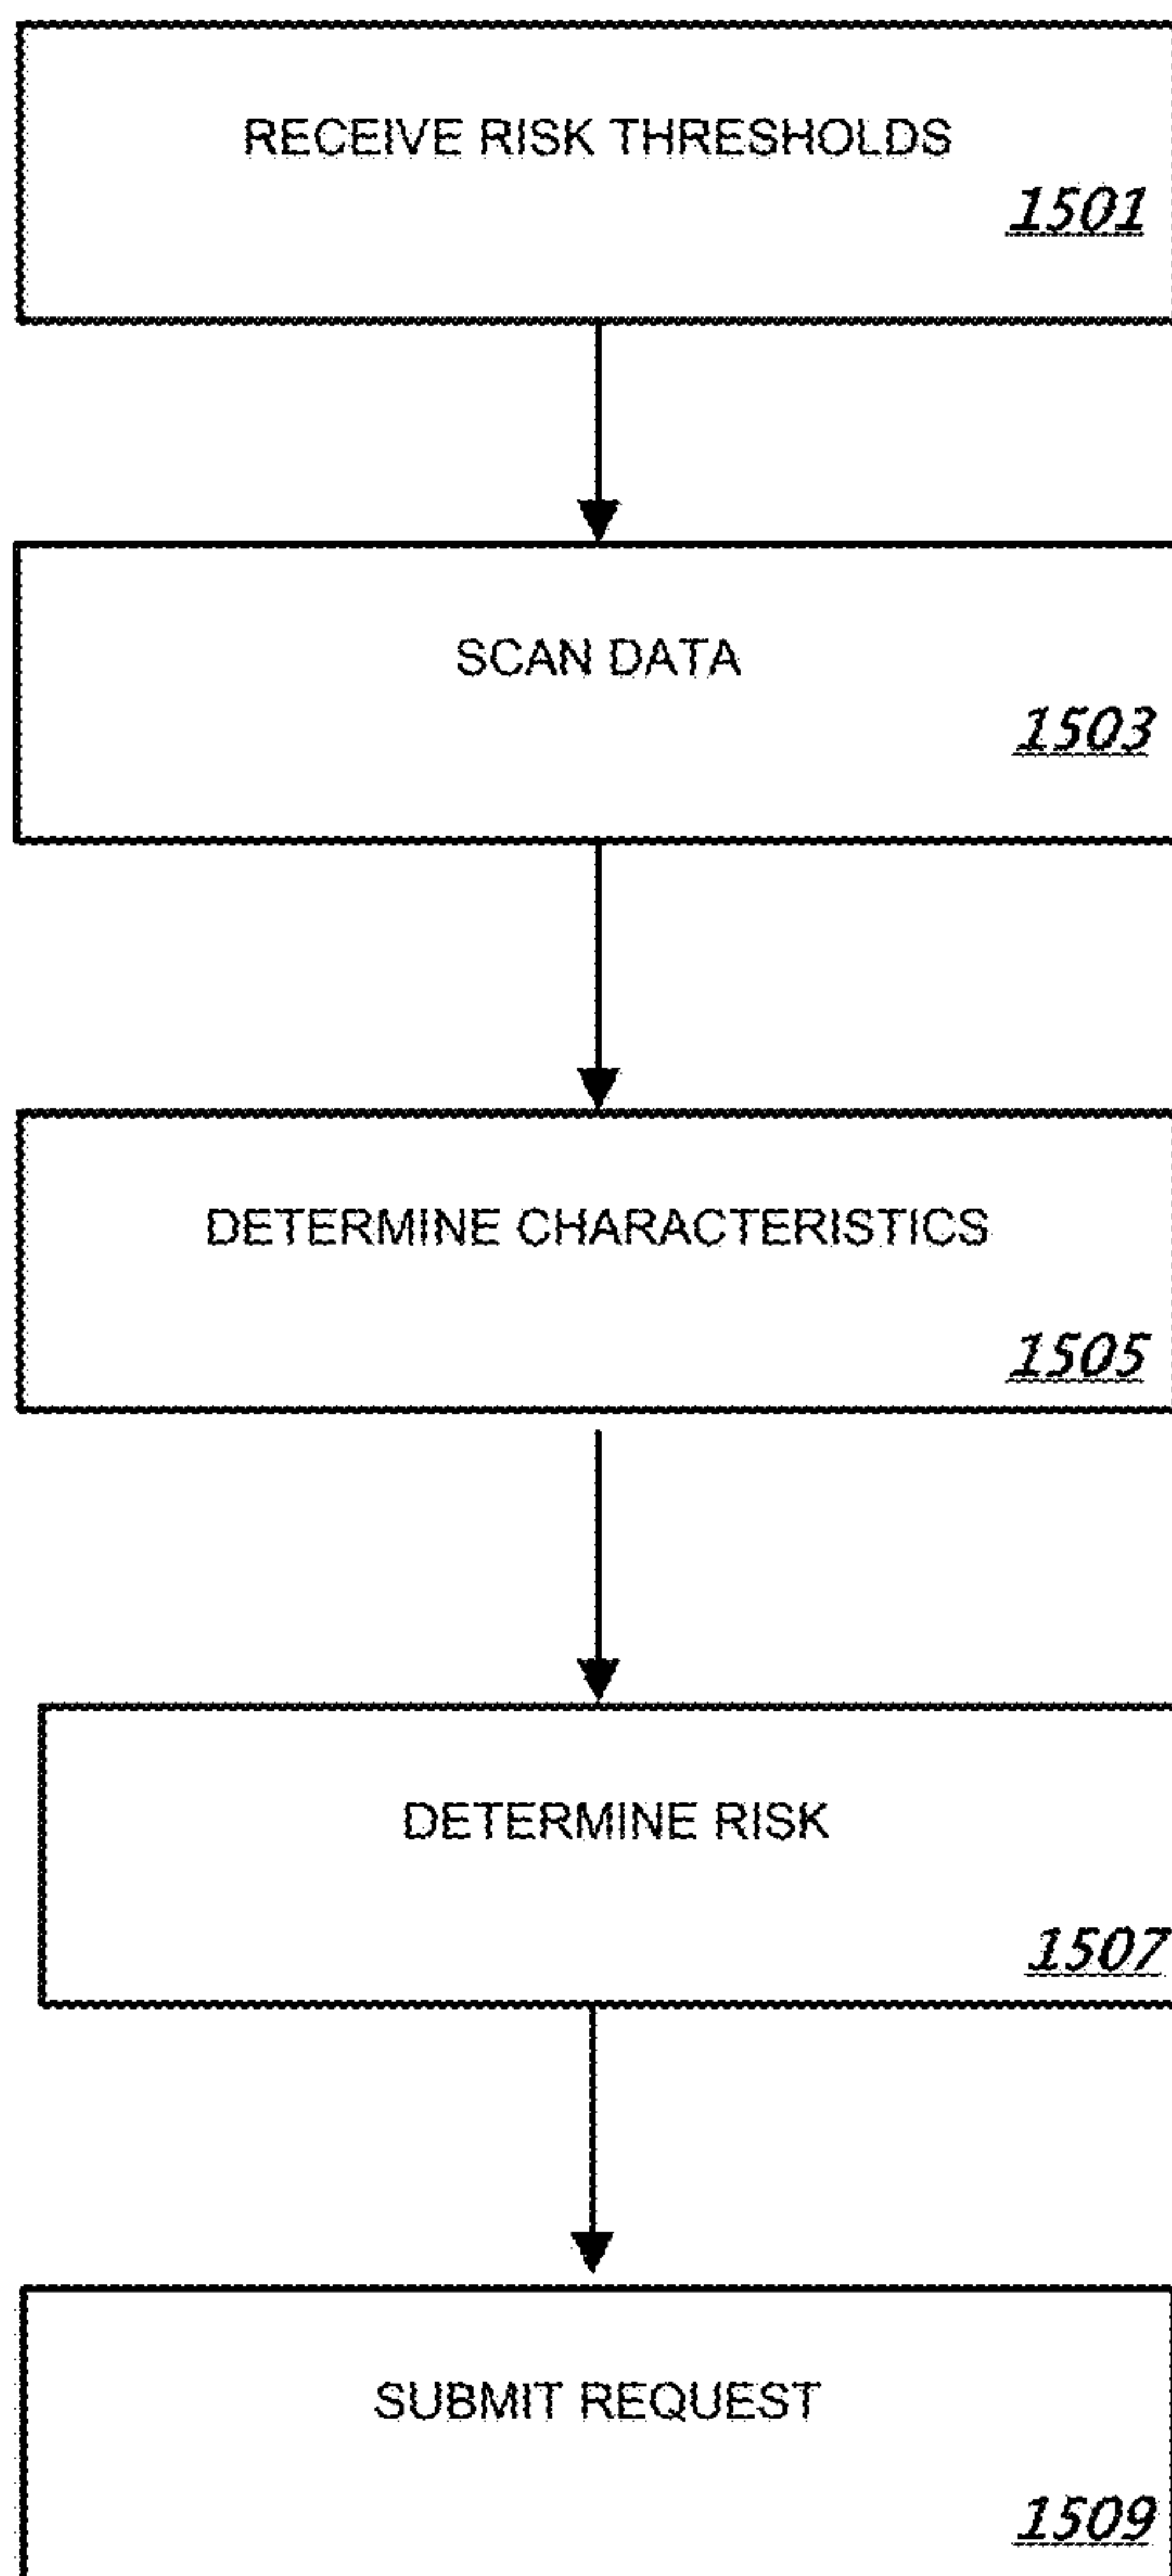 RECEIVE RISK THRESHOLDS
1501
SCAN DATA
1503
DETERMINE CHARACTERISTICS
1505
DETERMINE RISK
1507
SUBMIT REQUEST
1509